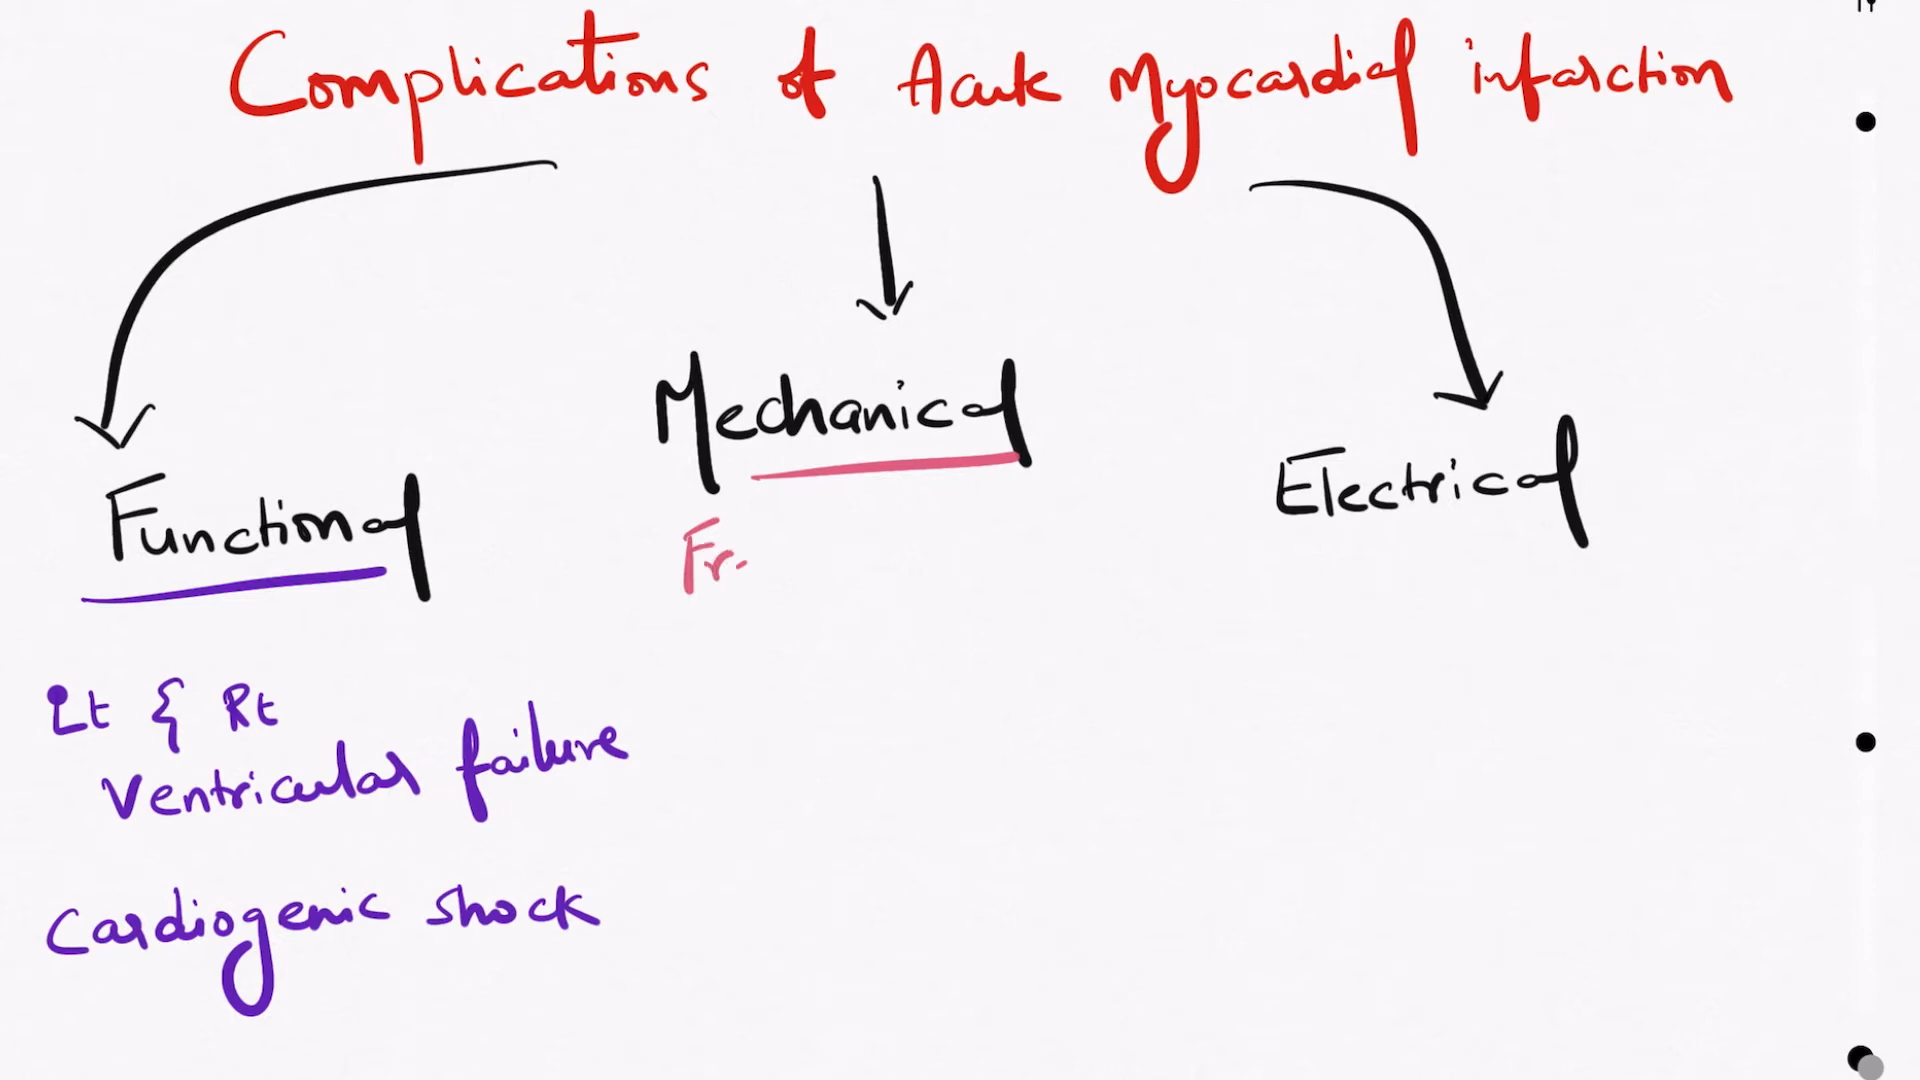 Complications of Acute Myocardial infarction
Functional
Mechanical
Electrical
Fr.
Lt & Rt
Ventricular failure
Cardiogenic shock